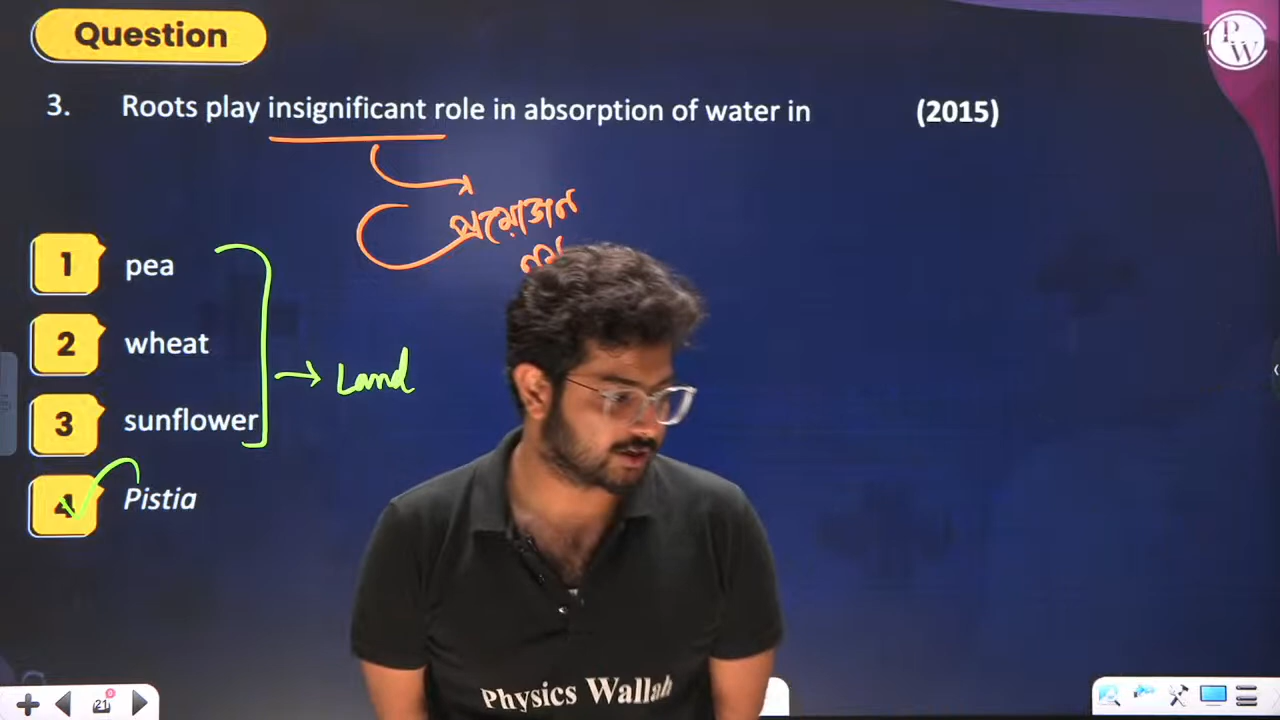 Question
PW
3. Roots play insignificant role in absorption of water in (2015)
প্রয়োজন
1 pea
2 wheat
→ Land
3 sunflower
4 Pistia
Physics Wallah
21